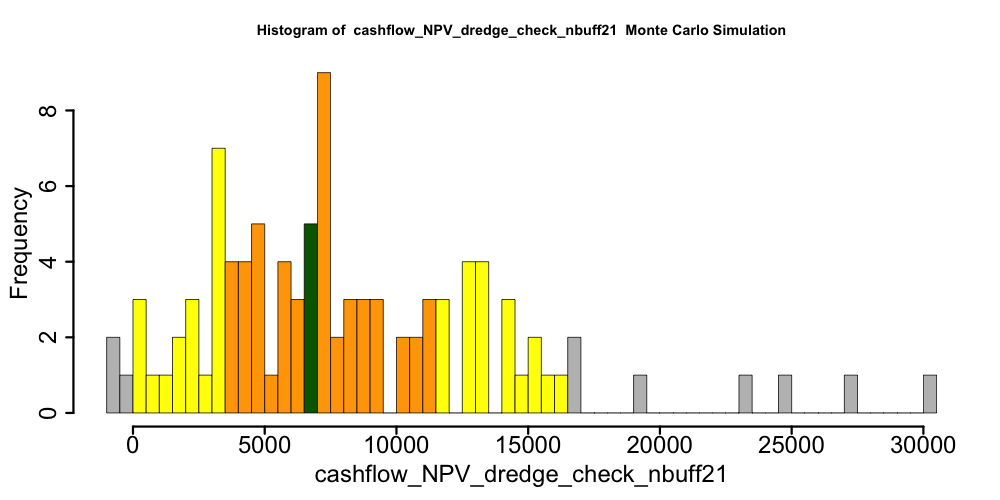 Histogram of  cashflow_NPV_dredge_check_nbuff21  Monte Carlo Simulation
Frequency
8
6
4
2
0
0 5000 10000 15000 20000 25000 30000
cashflow_NPV_dredge_check_nbuff21